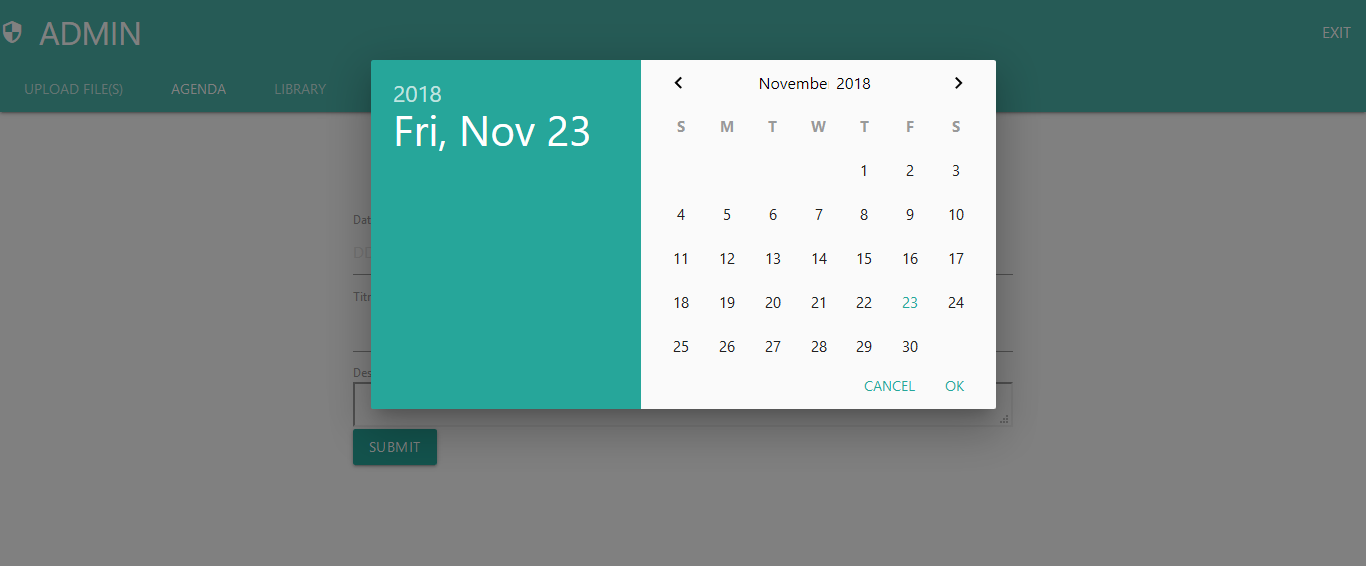 ADMIN
EXIT
UPLOAD FILE(S) AGENDA LIBRARY
2018
Fri, Nov 23
Novembe 2018
S M T W T F S
1 2 3
4 5 6 7 8 9 10
11 12 13 14 15 16 17
18 19 20 21 22 23 24
25 26 27 28 29 30
CANCEL OK
Dat
Titr
Des
SUBMIT